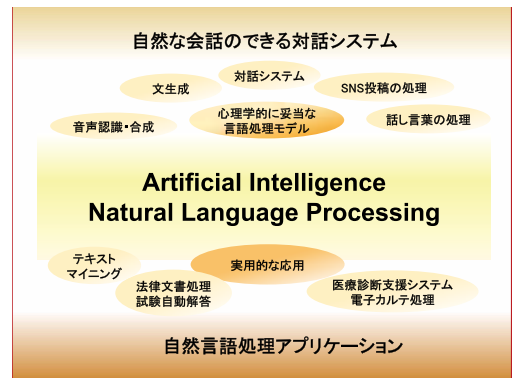 自然な会話のできる対話システム
対話システム
文生成
SNS投稿の処理
心理学的に妥当な
言語処理モデル
音声認識・合成
話し言葉の処理
Artificial Intelligence
Natural Language Processing
テキスト
マイニング
実用的な応用
法律文書処理
試験自動解答
医療診断支援システム
電子カルテ処理
自然言語処理アプリケーション